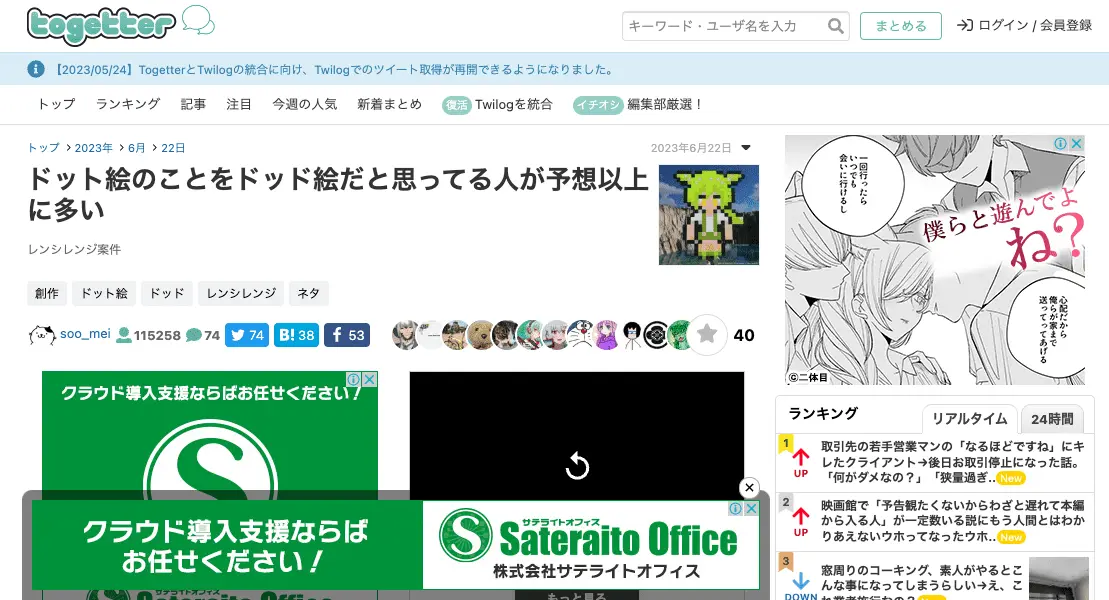 togetter
キーワード・ユーザ名を入力
まとめる
ログイン / 会員登録
【2023/05/24】TogetterとTwilogの統合に向け、Twilogでのツイート取得が再開できるようになりました。
トップ ランキング 記事 注目 今週の人気 新着まとめ 復活 Twilogを統合 イチオシ 編集部厳選！
トップ 2023年 6月 22日
2023年6月22日
ドット絵のことをドッド絵だと思ってる人が予想以上
に多い
レンシレンジ案件
創作 ドット絵 ドッド レンシレンジ ネタ
soo_mei 115258 74 74 B! 38 53
40
クラウド導入支援ならばお任せください！
クラウド導入支援ならば
お任せください！
サテライトオフィス
Sateraito Office
株式会社サテライトオフィス
もっと見る
一回行ったら
いつでも
会いに行けるし
僕らと遊んでよ
ね？
心配だから
俺らが家まで
送ってってあげる
©二体目
ランキング
リアルタイム
24時間
1
UP
取引先の若手営業マンの「なるほどですね」にキ
レたクライアント→後日お取引停止になった話。
「何がダメなの？」「狭量過ぎ.. New
2
UP
映画館で「予告観たくないからわざと遅れて本編
から入る人」が一定数いる説にもう人間とはわか
りあえないウホってなったウホ.. New
3
DOWN
窓周りのコーキング、素人がやるとこ
んな事になってしまうらしい→え、こ